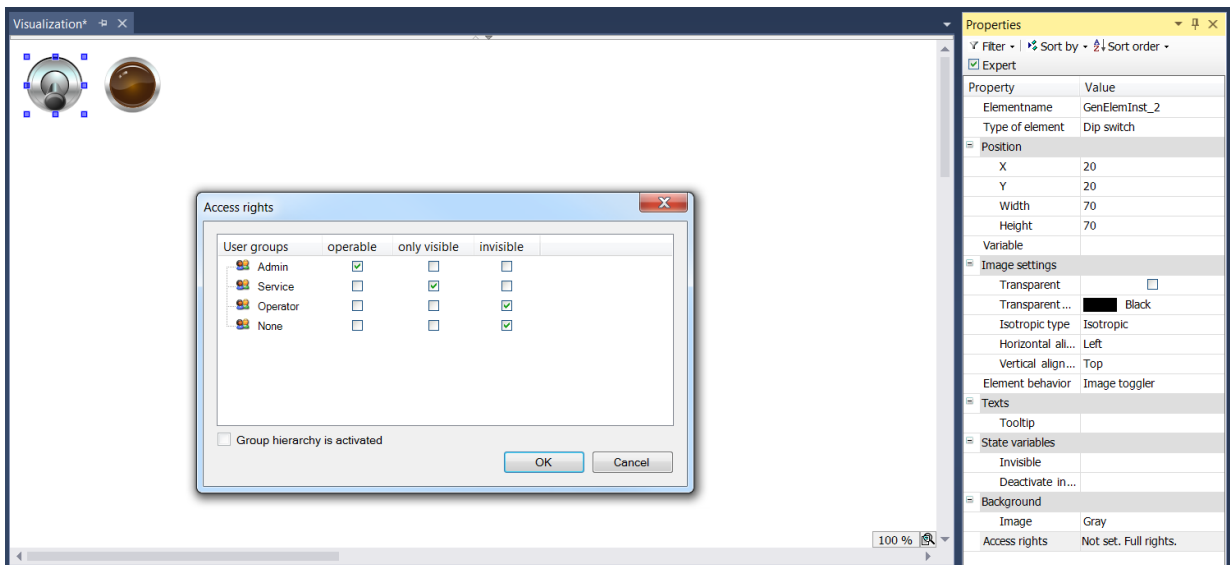 Visualization*
Access rights
User groups operable only visible invisible
Admin
Service
Operator
None
Group hierarchy is activated
OK Cancel
100 %
Properties
Filter Sort by Sort order
Expert
Property Value
Elementname GenElemInst_2
Type of element Dip switch
Position
X 20
Y 20
Width 70
Height 70
Variable
Image settings
Transparent
Transparent ... Black
Isotropic type Isotropic
Horizontal ali... Left
Vertical align... Top
Element behavior Image toggler
Texts
Tooltip
State variables
Invisible
Deactivate in...
Background
Image Gray
Access rights Not set. Full rights.